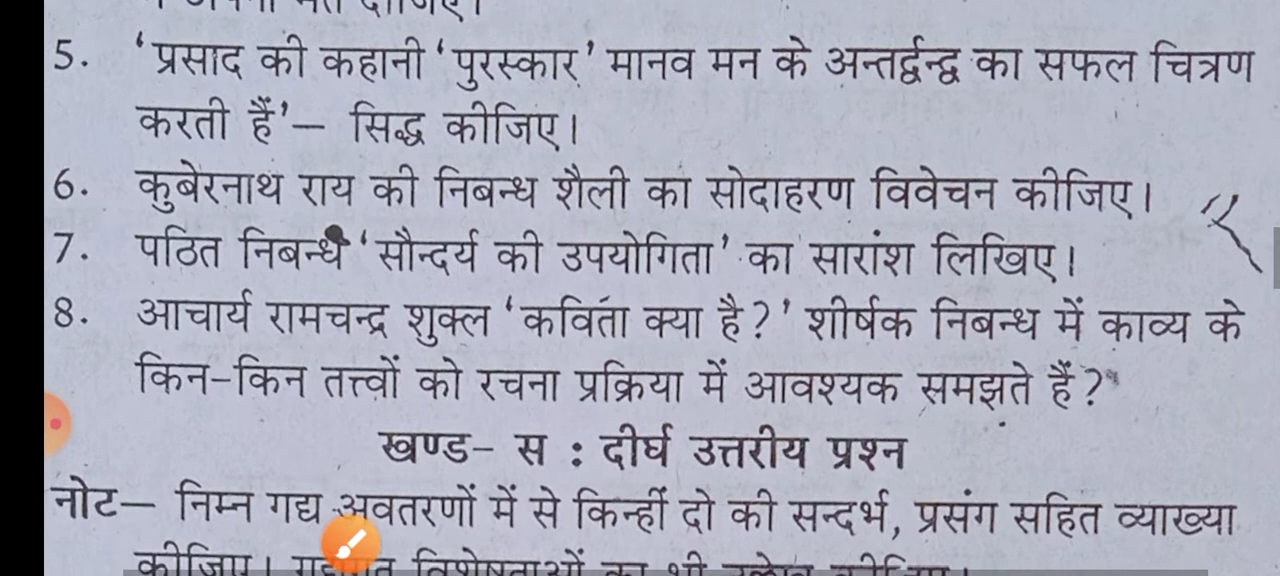 5. 'प्रसाद की कहानी 'पुरस्कार' मानव मन के अन्तर्द्वन्द्व का सफल चित्रण
करती हैं'– सिद्ध कीजिए।
6. कुबेरनाथ राय की निबन्ध शैली का सोदाहरण विवेचन कीजिए।
7. पठित निबन्ध 'सौन्दर्य की उपयोगिता' का सारांश लिखिए।
8. आचार्य रामचन्द्र शुक्ल 'कविता क्या है?' शीर्षक निबन्ध में काव्य के
किन-किन तत्त्वों को रचना प्रक्रिया में आवश्यक समझते हैं?
खण्ड- स : दीर्घ उत्तरीय प्रश्न
नोट– निम्न गद्य अवतरणों में से किन्हीं दो की सन्दर्भ, प्रसंग सहित व्याख्या
कीजिए। विशेषताओं का भी